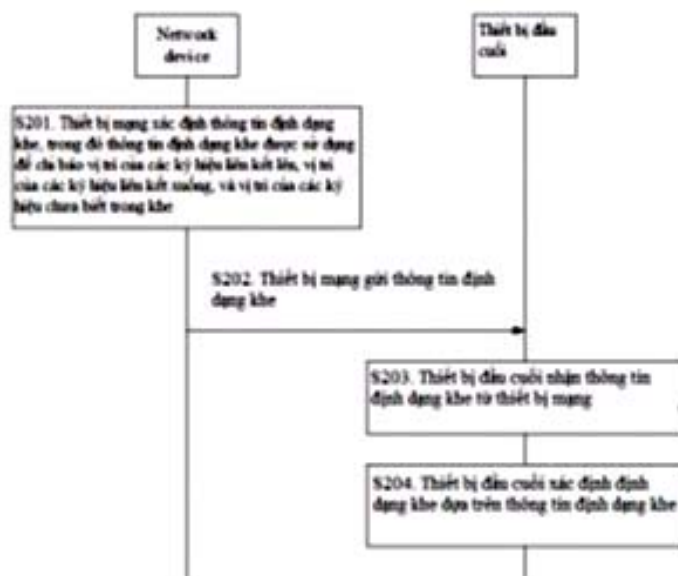 Network
device
Thiết bị đầu
cuối
S201. Thiết bị mạng xác định thông tin định dạng
khe, trong đó thông tin định dạng khe được sử dụng
để chỉ báo vị trí của các ký hiệu liên kết lên, vị trí
của các ký hiệu liên kết xuống, và vị trí của các ký
hiệu chưa biết trong khe
S202. Thiết bị mạng gửi thông tin định
dạng khe
S203. Thiết bị đầu cuối nhận thông tin
định dạng khe từ thiết bị mạng
S204. Thiết bị đầu cuối xác định định
dạng khe dựa trên thông tin định dạng khe